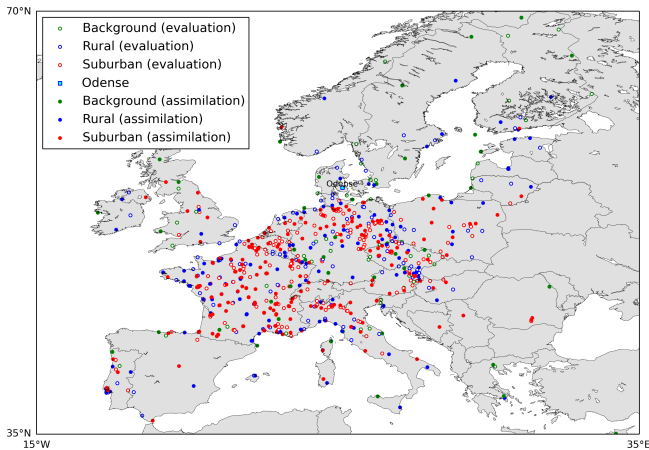 70°N
Background (evaluation)
Rural (evaluation)
Suburban (evaluation)
Odense
Background (assimilation)
Rural (assimilation)
Suburban (assimilation)
Odense
35°N
15°W
35°E